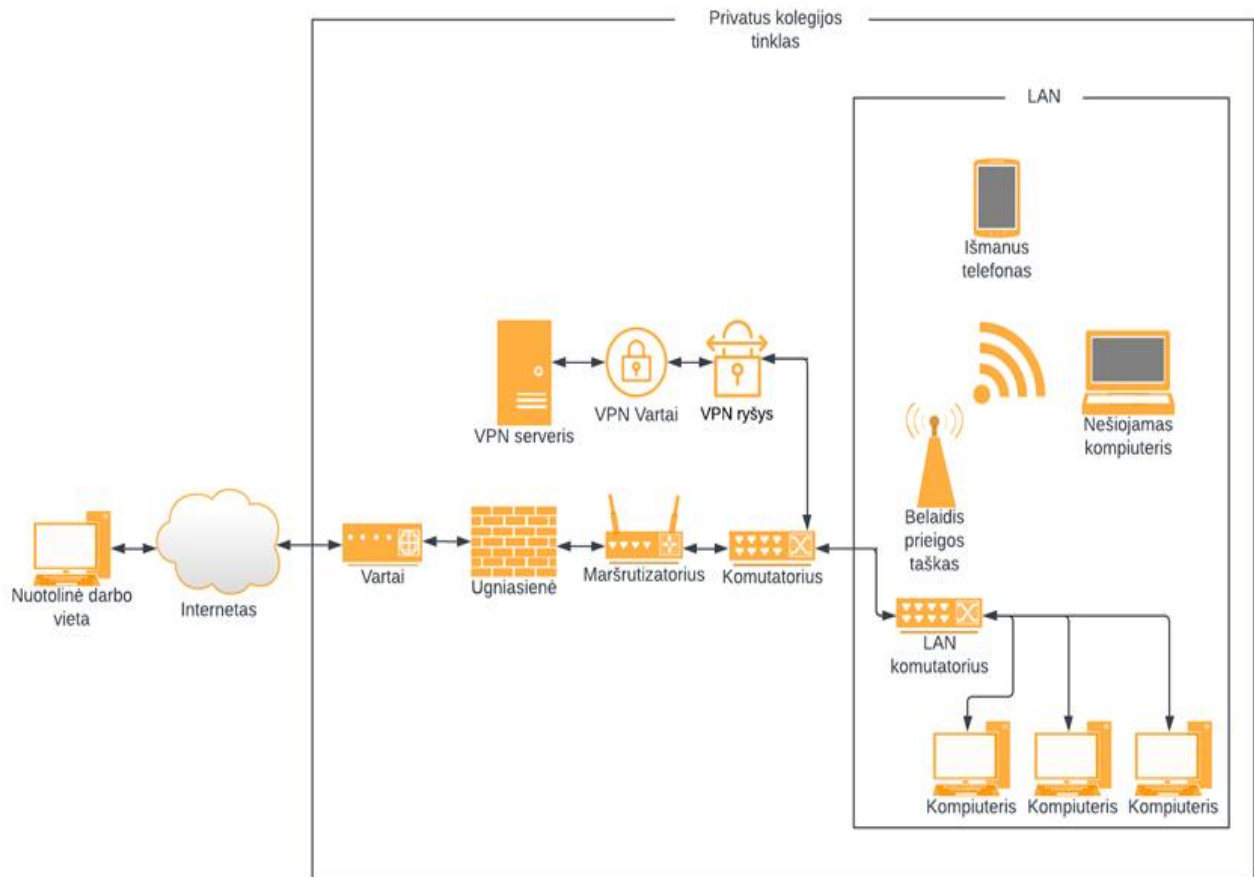 Privatus kolegijos
tinklas
LAN
Išmanus
telefonas
VPN serveris
VPN Vartai
VPN ryšys
Nešiojamas
kompiuteris
Belaidis
prieigos
taškas
Nuotolinė darbo
vieta
Internetas
Vartai
Ugniasienė
Maršrutizatorius
Komutatorius
LAN
komutatorius
Kompiuteris
Kompiuteris
Kompiuteris